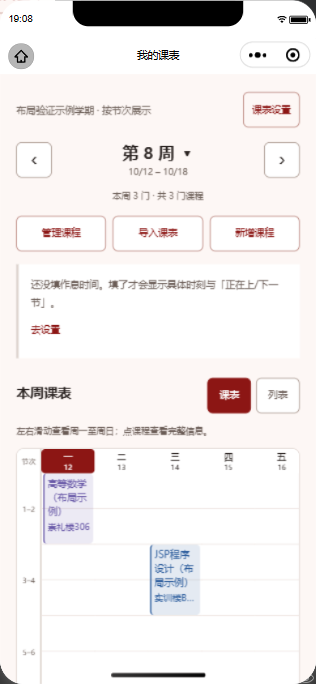 19:08
我的课表
布局验证示例学期 · 按节次展示
课表设置
第 8 周 ▼
10/12 – 10/18
本周 3 门 · 共 3 门课程
管理课程
导入课表
新增课程
还没填作息时间。填了才会显示具体时刻与「正在上/下一
节」。
去设置
本周课表
课表
列表
左右滑动查看周一至周日；点课程查看完整信息。
节次
一
12
二
13
三
14
四
15
五
16
1–2
高等数学
（布局示
例）
崇礼楼306
3–4
JSP程序
设计（布
局示例）
实训楼B...
5–6